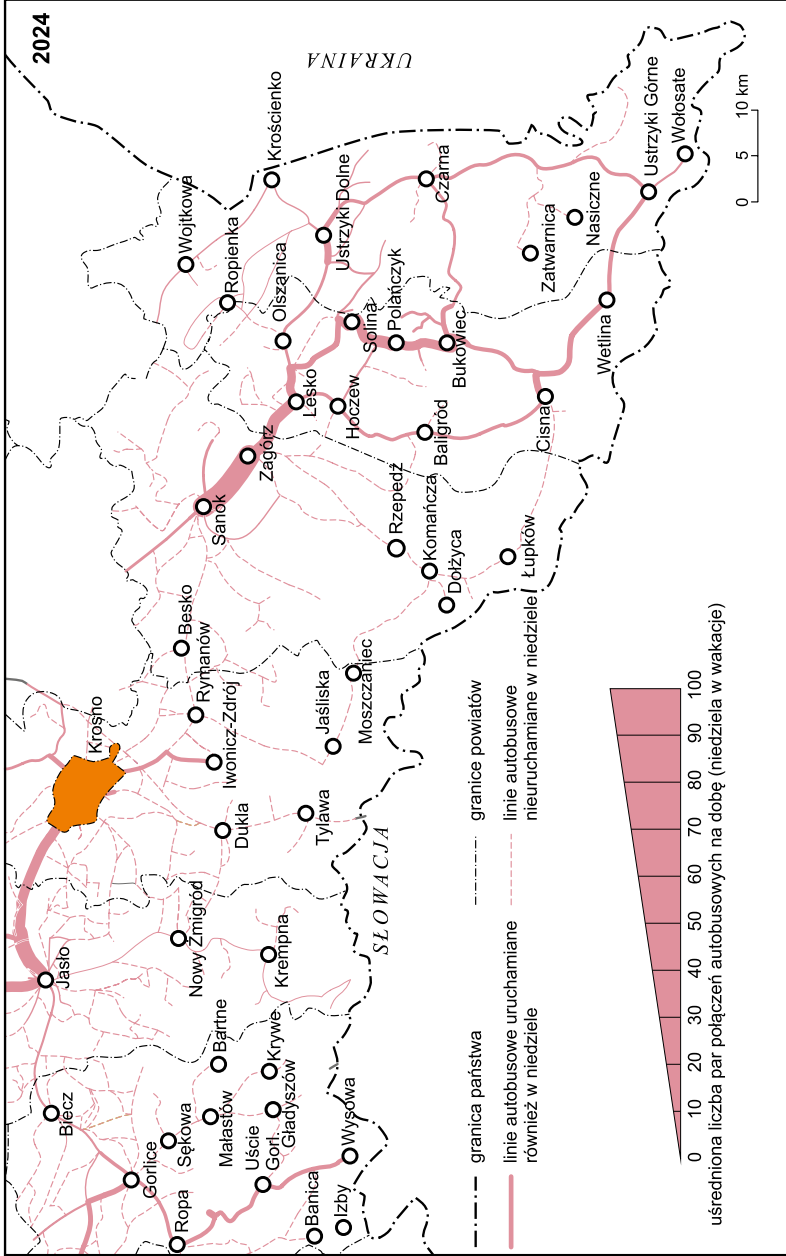 2024
UKRAINA
Krościenko
Wojtkowa
Ropienka
Ustrzyki Dolne
Olszanica
Czarna
Ustrzyki Górne
Wołosate
Nasiczne
Zatwarnica
Solina
Polańczyk
Bukowiec
Wetlina
Lesko
Hoczew
Baligród
Cisna
Zagórz
Sanok
Rzepedź
Komańcza
Dołżyca
Łupków
Besko
Rymanów
Iwonicz-Zdrój
Krosno
Jaśliska
Moszczaniec
Dukla
Tylawa
SŁOWACJA
Nowy Żmigród
Krempna
Jasło
Bartne
Krywe
Biecz
Sękowa
Małastów
Uście
Gorl.
Gładyszów
Wysowa
Gorlice
Ropa
Banica
Izby
0 5 10 km
granica państwa
granice powiatów
linie autobusowe uruchamiane
również w niedziele
linie autobusowe
nieuruchamiane w niedziele
0 10 20 30 40 50 60 70 80 90 100
uśredniona liczba par połączeń autobusowych na dobę (niedziela w wakacje)